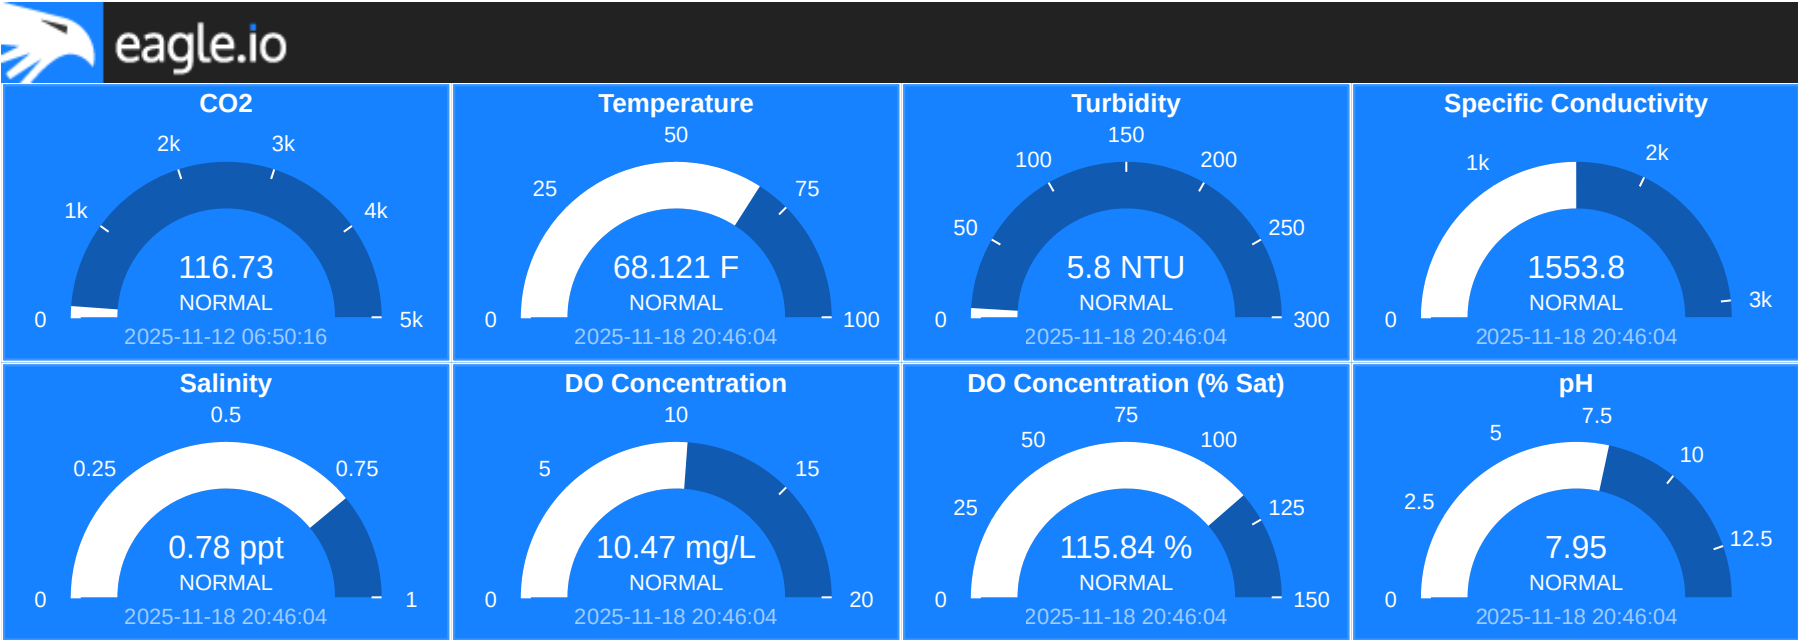 eagle.io
CO2
2k 3k
1k 4k
116.73
NORMAL
0 5k
2025-11-12 06:50:16
Temperature
50
25 75
68.121 F
NORMAL
0 100
2025-11-18 20:46:04
Turbidity
150
100 200
50 250
5.8 NTU
NORMAL
0 300
2025-11-18 20:46:04
Specific Conductivity
1k 2k
1553.8
NORMAL
0 3k
2025-11-18 20:46:04
Salinity
0.5
0.25 0.75
0.78 ppt
NORMAL
0 1
2025-11-18 20:46:04
DO Concentration
10
5 15
10.47 mg/L
NORMAL
0 20
2025-11-18 20:46:04
DO Concentration (% Sat)
75
50 100
25 125
115.84 %
NORMAL
0 150
2025-11-18 20:46:04
pH
7.5
5 10
2.5 12.5
7.95
NORMAL
0
2025-11-18 20:46:04